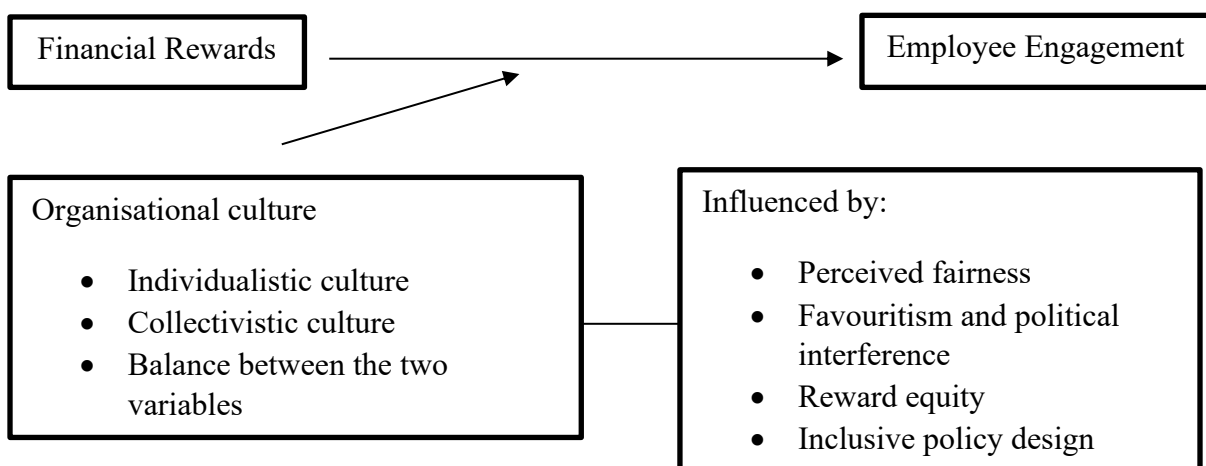 Financial Rewards
Employee Engagement
Organisational culture
• Individualistic culture
• Collectivistic culture
• Balance between the two
variables
Influenced by:
• Perceived fairness
• Favouritism and political
interference
• Reward equity
• Inclusive policy design